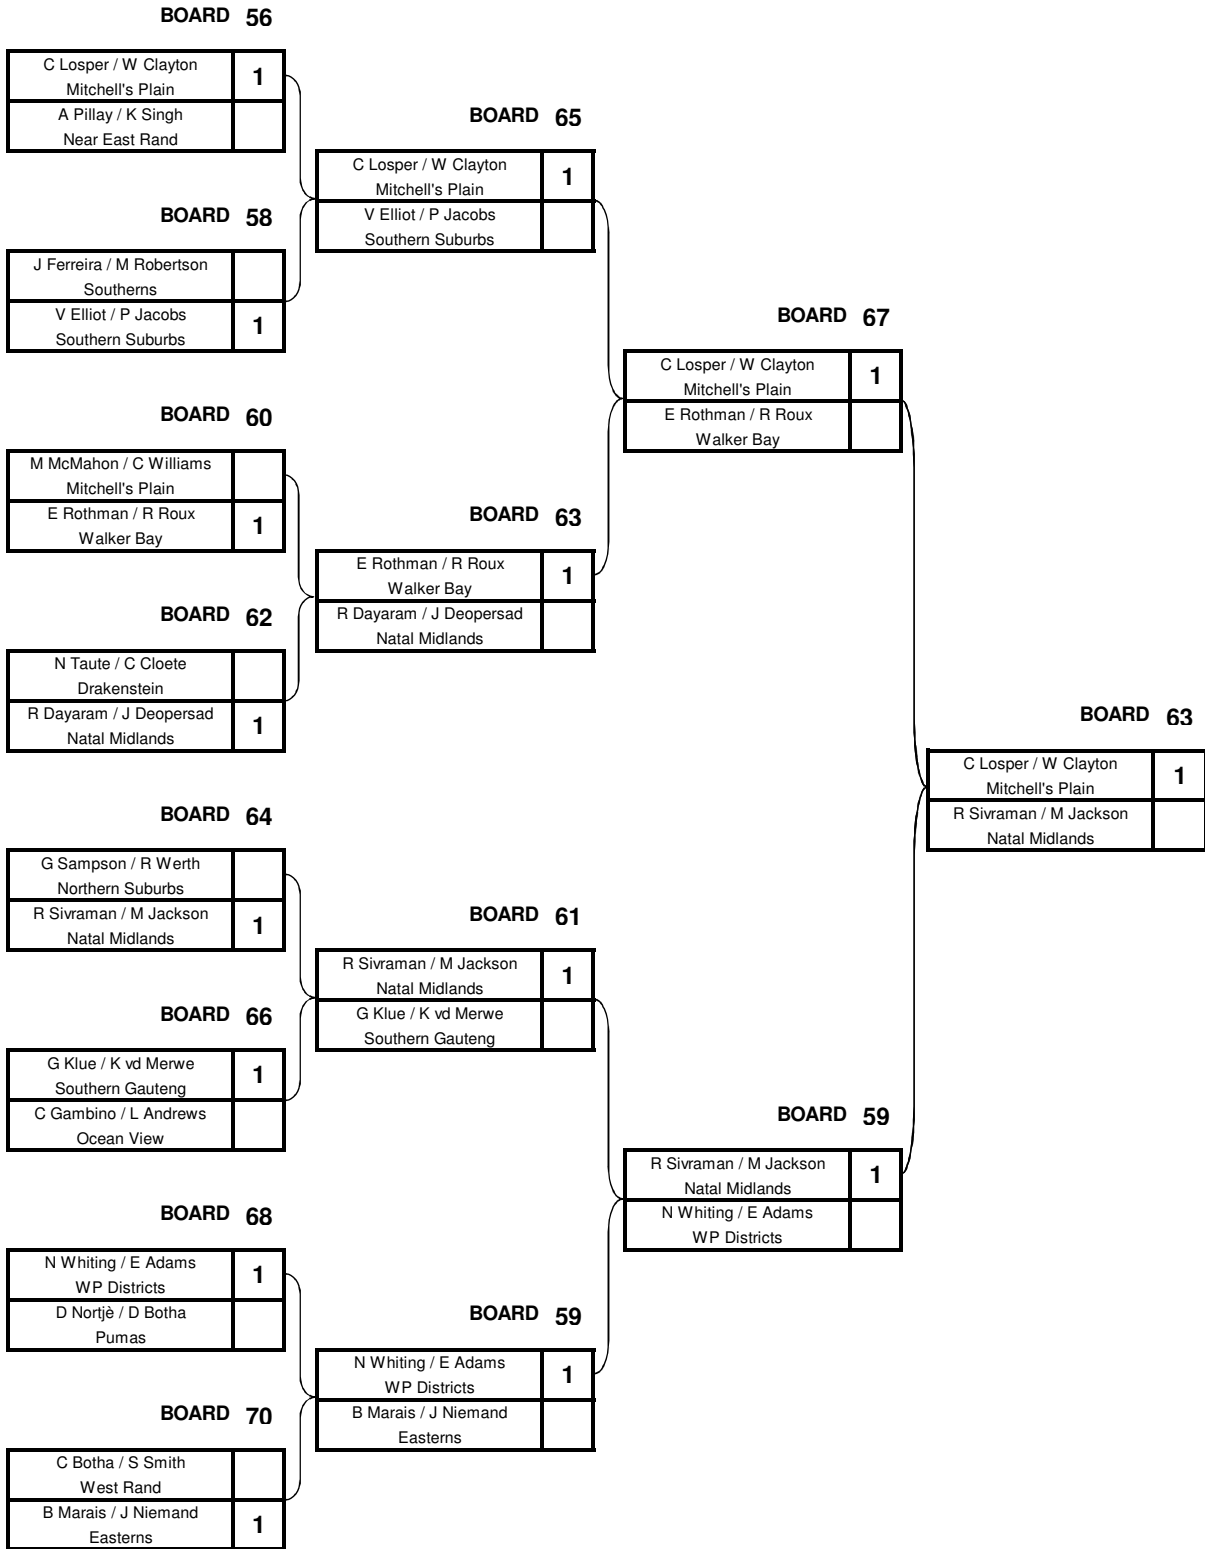 BOARD 56
C Losper / W Clayton 1
Mitchell's Plain
A Pillay / K Singh
Near East Rand
BOARD 58
J Ferreira / M Robertson
Southerns
V Elliot / P Jacobs 1
Southern Suburbs
BOARD 60
M McMahon / C Williams
Mitchell's Plain
E Rothman / R Roux 1
Walker Bay
BOARD 62
N Taute / C Cloete
Drakenstein
R Dayaram / J Deopersad 1
Natal Midlands
BOARD 64
G Sampson / R Werth
Northern Suburbs
R Sivraman / M Jackson 1
Natal Midlands
BOARD 66
G Klue / K vd Merwe 1
Southern Gauteng
C Gambino / L Andrews
Ocean View
BOARD 68
N Whiting / E Adams 1
WP Districts
D Nortjè / D Botha
Pumas
BOARD 70
C Botha / S Smith
West Rand
B Marais / J Niemand 1
Easterns
BOARD 65
C Losper / W Clayton 1
Mitchell's Plain
V Elliot / P Jacobs
Southern Suburbs
BOARD 63
E Rothman / R Roux 1
Walker Bay
R Dayaram / J Deopersad
Natal Midlands
BOARD 61
R Sivraman / M Jackson 1
Natal Midlands
G Klue / K vd Merwe
Southern Gauteng
BOARD 59
N Whiting / E Adams 1
WP Districts
B Marais / J Niemand
Easterns
BOARD 67
C Losper / W Clayton 1
Mitchell's Plain
E Rothman / R Roux
Walker Bay
BOARD 59
R Sivraman / M Jackson 1
Natal Midlands
N Whiting / E Adams
WP Districts
BOARD 63
C Losper / W Clayton 1
Mitchell's Plain
R Sivraman / M Jackson
Natal Midlands